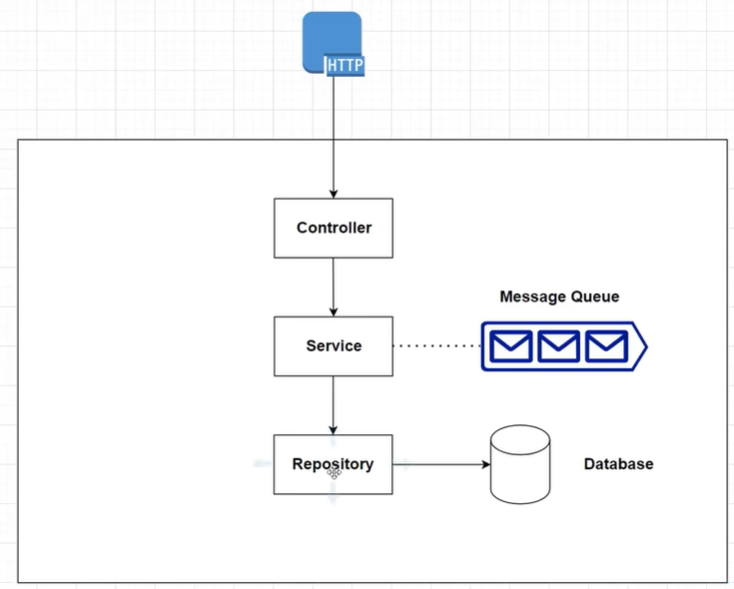 HTTP
Controller
Message Queue
Service
Repository
Database